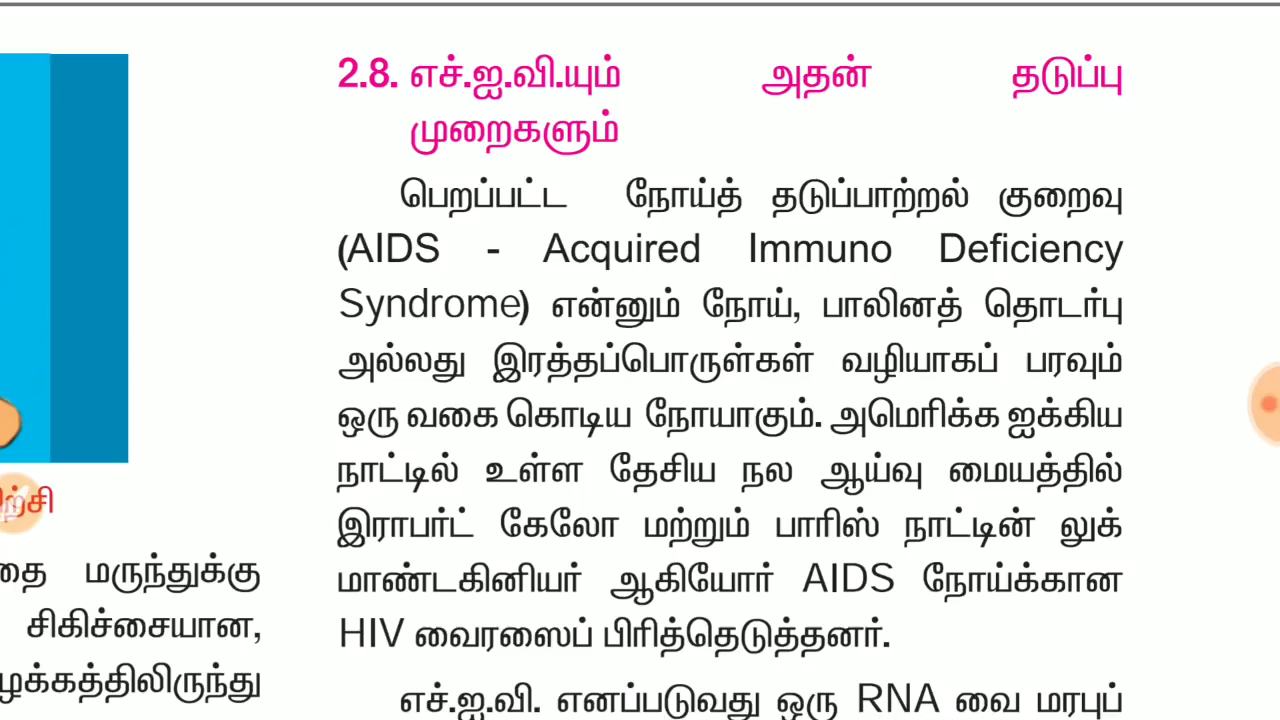 2.8. எச்.ஐ.வி.யும் அதன் தடுப்பு
முறைகளும்
பெறப்பட்ட நோய்த் தடுப்பாற்றல் குறைவு
(AIDS - Acquired Immuno Deficiency
Syndrome) என்னும் நோய், பாலினத் தொடர்பு
அல்லது இரத்தப்பொருள்கள் வழியாகப் பரவும்
ஒரு வகை கொடிய நோயாகும். அமெரிக்க ஐக்கிய
நாட்டில் உள்ள தேசிய நல ஆய்வு மையத்தில்
இராபர்ட் கேலோ மற்றும் பாரிஸ் நாட்டின் லுக்
மாண்டகினியர் ஆகியோர் AIDS நோய்க்கான
HIV வைரஸைப் பிரித்தெடுத்தனர்.
எச்.ஐ.வி. எனப்படுவது ஒரு RNA வை மரபுப்
மருந்துக்கு
சிகிச்சையான,